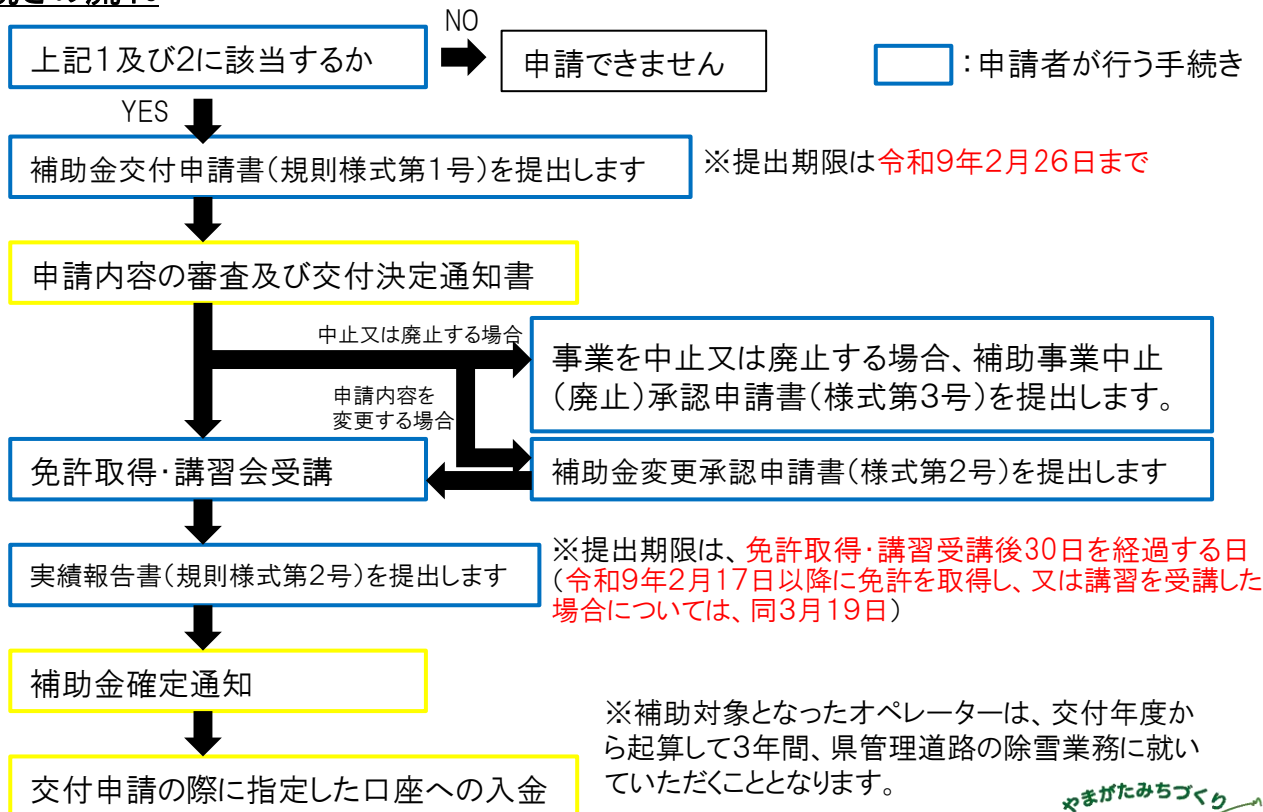 NO
上記1及び2に該当するか
申請できません
：申請者が行う手続き
YES
補助金交付申請書（規則様式第1号）を提出します
※提出期限は令和9年2月26日まで
申請内容の審査及び交付決定通知書
中止又は廃止する場合
事業を中止又は廃止する場合、補助事業中止
（廃止）承認申請書（様式第3号）を提出します。
申請内容を
変更する場合
免許取得・講習会受講
補助金変更承認申請書（様式第2号）を提出します
実績報告書（規則様式第2号）を提出します
※提出期限は、免許取得・講習受講後30日を経過する日
（令和9年2月17日以降に免許を取得し、又は講習を受講した
場合については、同3月19日）
補助金確定通知
※補助対象となったオペレーターは、交付年度か
ら起算して3年間、県管理道路の除雪業務に就い
ていただくこととなります。
交付申請の際に指定した口座への入金
やまがたみちづくり